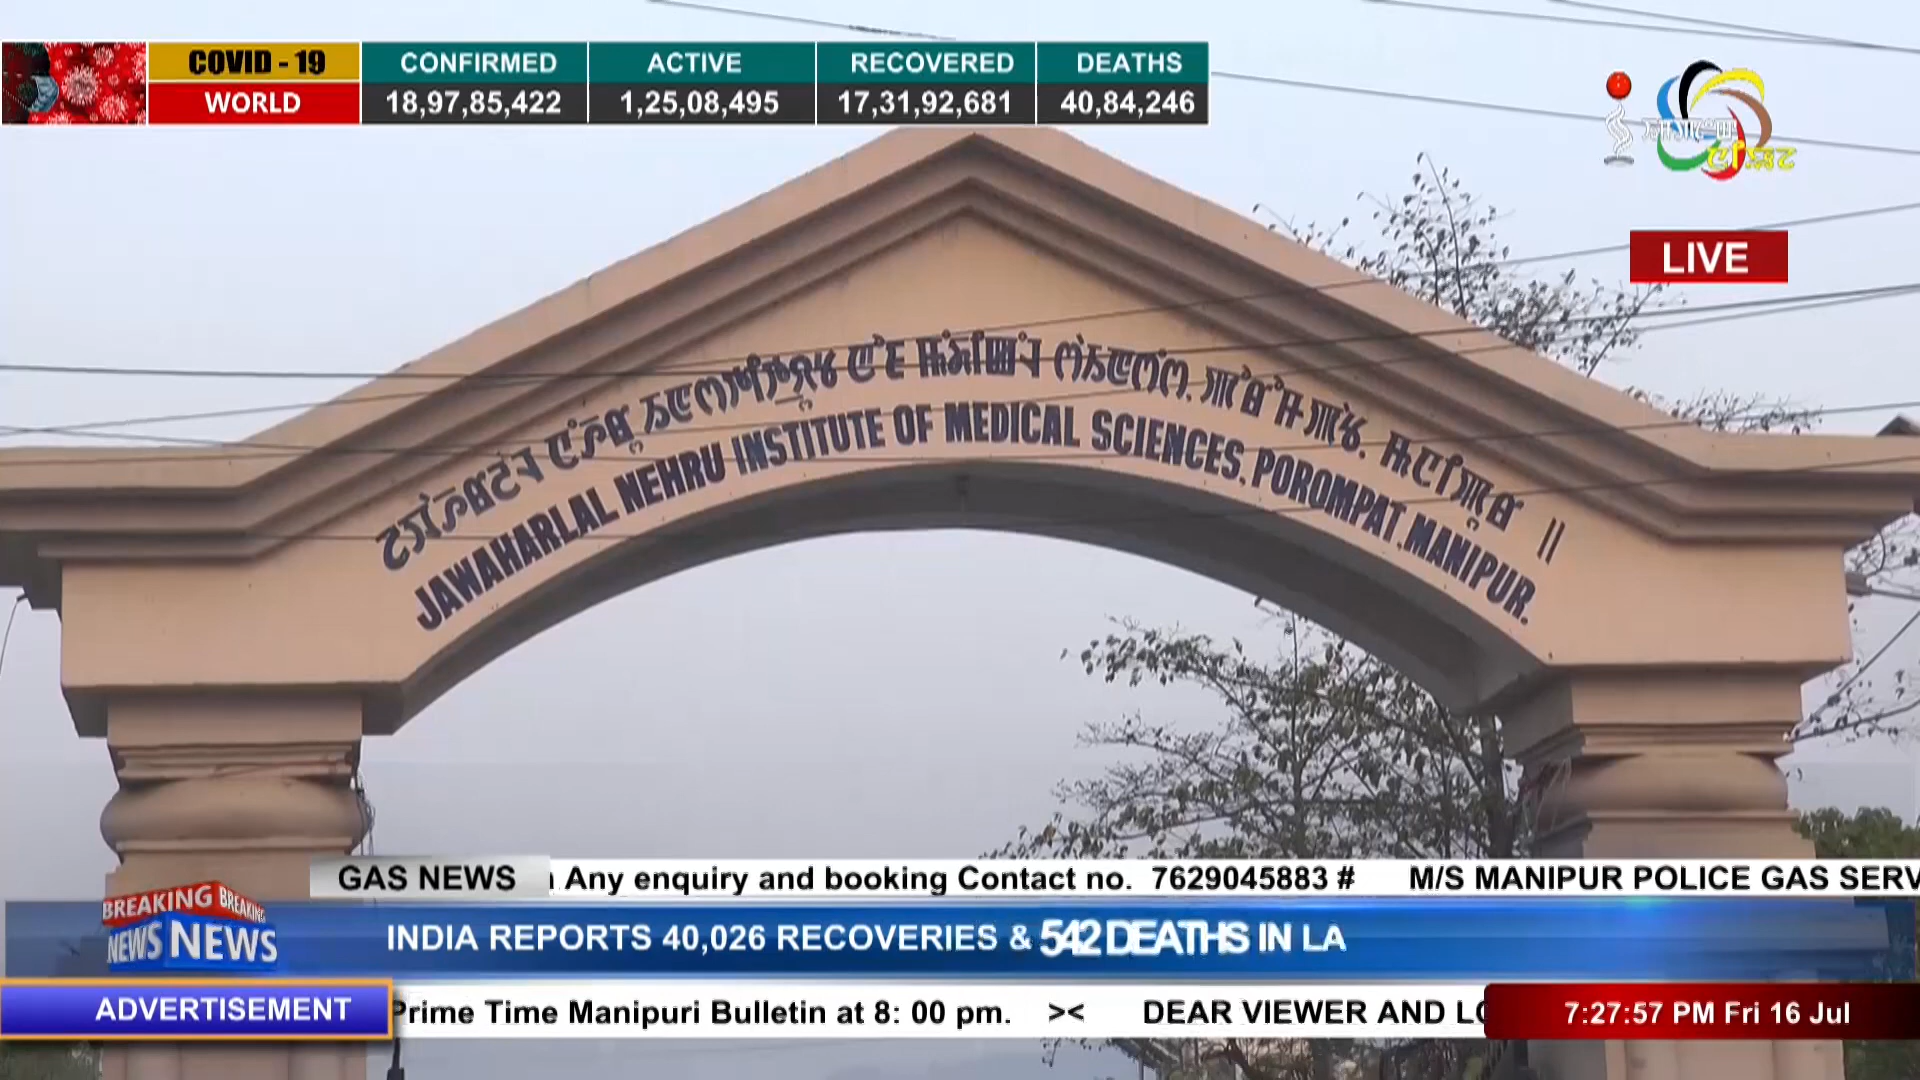 COVID - 19 CONFIRMED ACTIVE RECOVERED DEATHS
WORLD 18,97,85,422 1,25,08,495 17,31,92,681 40,84,246
LIVE
JAWAHARLAL NEHRU INSTITUTE OF MEDICAL SCIENCES, POROMPAT, MANIPUR.
GAS NEWS Any enquiry and booking Contact no. 7629045883 # M/S MANIPUR POLICE GAS SERV
BREAKING BREAKING
NEWS NEWS
INDIA REPORTS 40,026 RECOVERIES & 542 DEATHS IN LA
ADVERTISEMENT Prime Time Manipuri Bulletin at 8: 00 pm. >< DEAR VIEWER AND LO
7:27:57 PM Fri 16 Jul